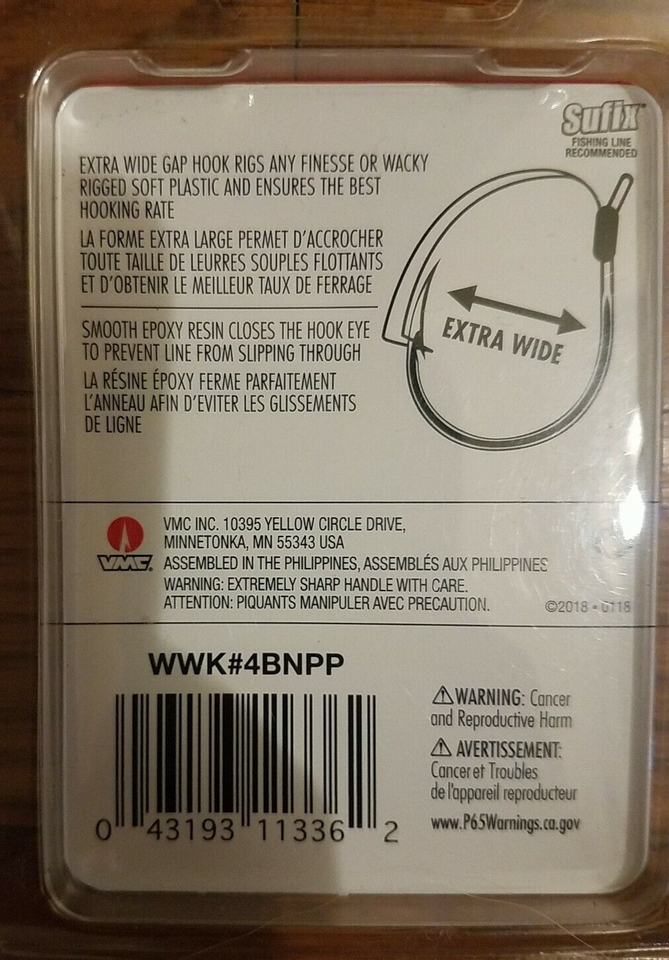 Sufix
FISHING LINE
RECOMMENDED
EXTRA WIDE GAP HOOK RIGS ANY FINESSE OR WACKY
RIGGED SOFT PLASTIC AND ENSURES THE BEST
HOOKING RATE
LA FORME EXTRA LARGE PERMET D'ACCROCHER
TOUTE TAILLE DE LEURRES SOUPLES FLOTTANTS
ET D'OBTENIR LE MEILLEUR TAUX DE FERRAGE
EXTRA WIDE
SMOOTH EPOXY RESIN CLOSES THE HOOK EYE
TO PREVENT LINE FROM SLIPPING THROUGH
LA RÉSINE ÉPOXY FERME PARFAITEMENT
L'ANNEAU AFIN D'EVITER LES GLISSEMENTS
DE LIGNE
VMC INC. 10395 YELLOW CIRCLE DRIVE,
MINNETONKA, MN 55343 USA
VMC.
ASSEMBLED IN THE PHILIPPINES, ASSEMBLÉS AUX PHILIPPINES
WARNING: EXTREMELY SHARP HANDLE WITH CARE.
ATTENTION: PIQUANTS MANIPULER AVEC PRECAUTION.
©2018 • 0118
WWK#4BNPP
0 43193 11336 2
⚠WARNING: Cancer
and Reproductive Harm
⚠ AVERTISSEMENT:
Cancer et Troubles
de l'appareil reproducteur
www.P65Warnings.ca.gov